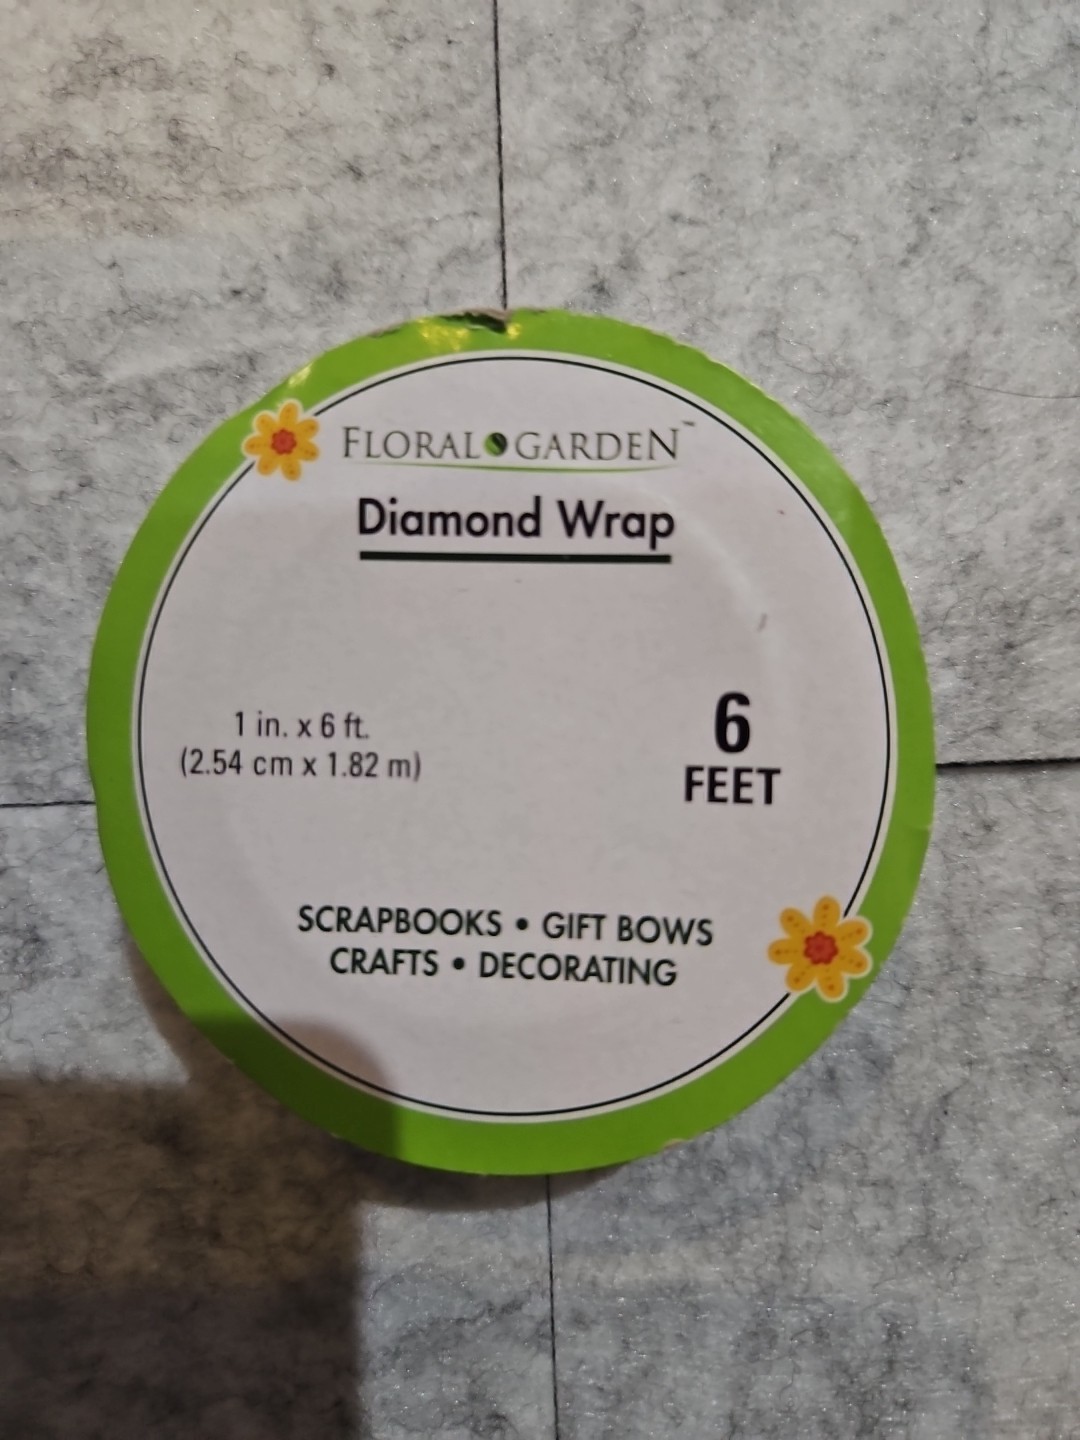 FLORAL GARDEN™
Diamond Wrap
1 in. x 6 ft.
(2.54 cm x 1.82 m)
6
FEET
SCRAPBOOKS • GIFT BOWS
CRAFTS • DECORATING